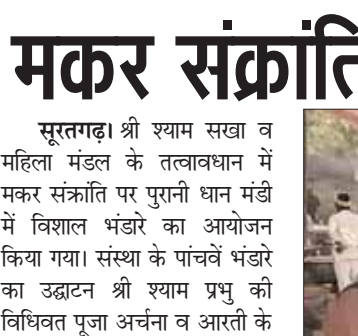 मकर संक्रांति
सूरतगढ़। श्री श्याम सखा व
महिला मंडल के तत्वावधान में
मकर संक्रांति पर पुरानी धान मंडी
में विशाल भंडारे का आयोजन
किया गया। संस्था के पांचवें भंडारे
का उद्घाटन श्री श्याम प्रभु की
विधिवत पूजा अर्चना व आरती के